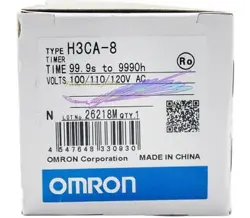 TYPE H3CA-8
TIMER
TIME 99.9s to 9990h
VOLTS 100/110/120V AC
Ro
N LOT No. 26218M QTY. 1
4 547648 330930
OMRON Corporation MADE IN CHINA
OMRON